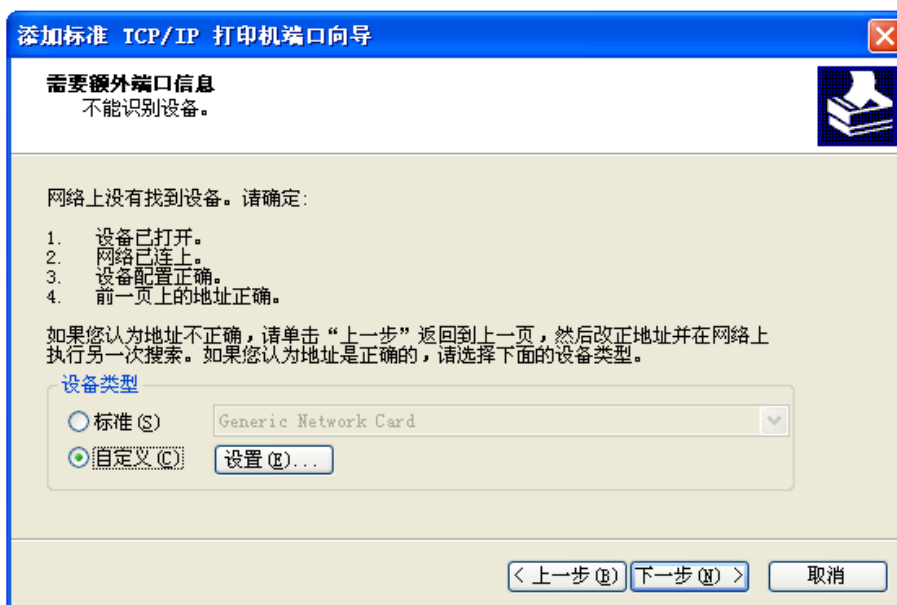 添加标准 TCP/IP 打印机端口向导
需要额外端口信息
不能识别设备。
网络上没有找到设备。请确定:
1. 设备已打开。
2. 网络已连上。
3. 设备配置正确。
4. 前一页上的地址正确。
如果您认为地址不正确,请单击“上一步”返回到上一页,然后改正地址并在网络上
执行另一次搜索。如果您认为地址是正确的,请选择下面的设备类型。
设备类型
标准(S) Generic Network Card
自定义(C) 设置(E)...
< 上一步(B) 下一步(N) > 取消